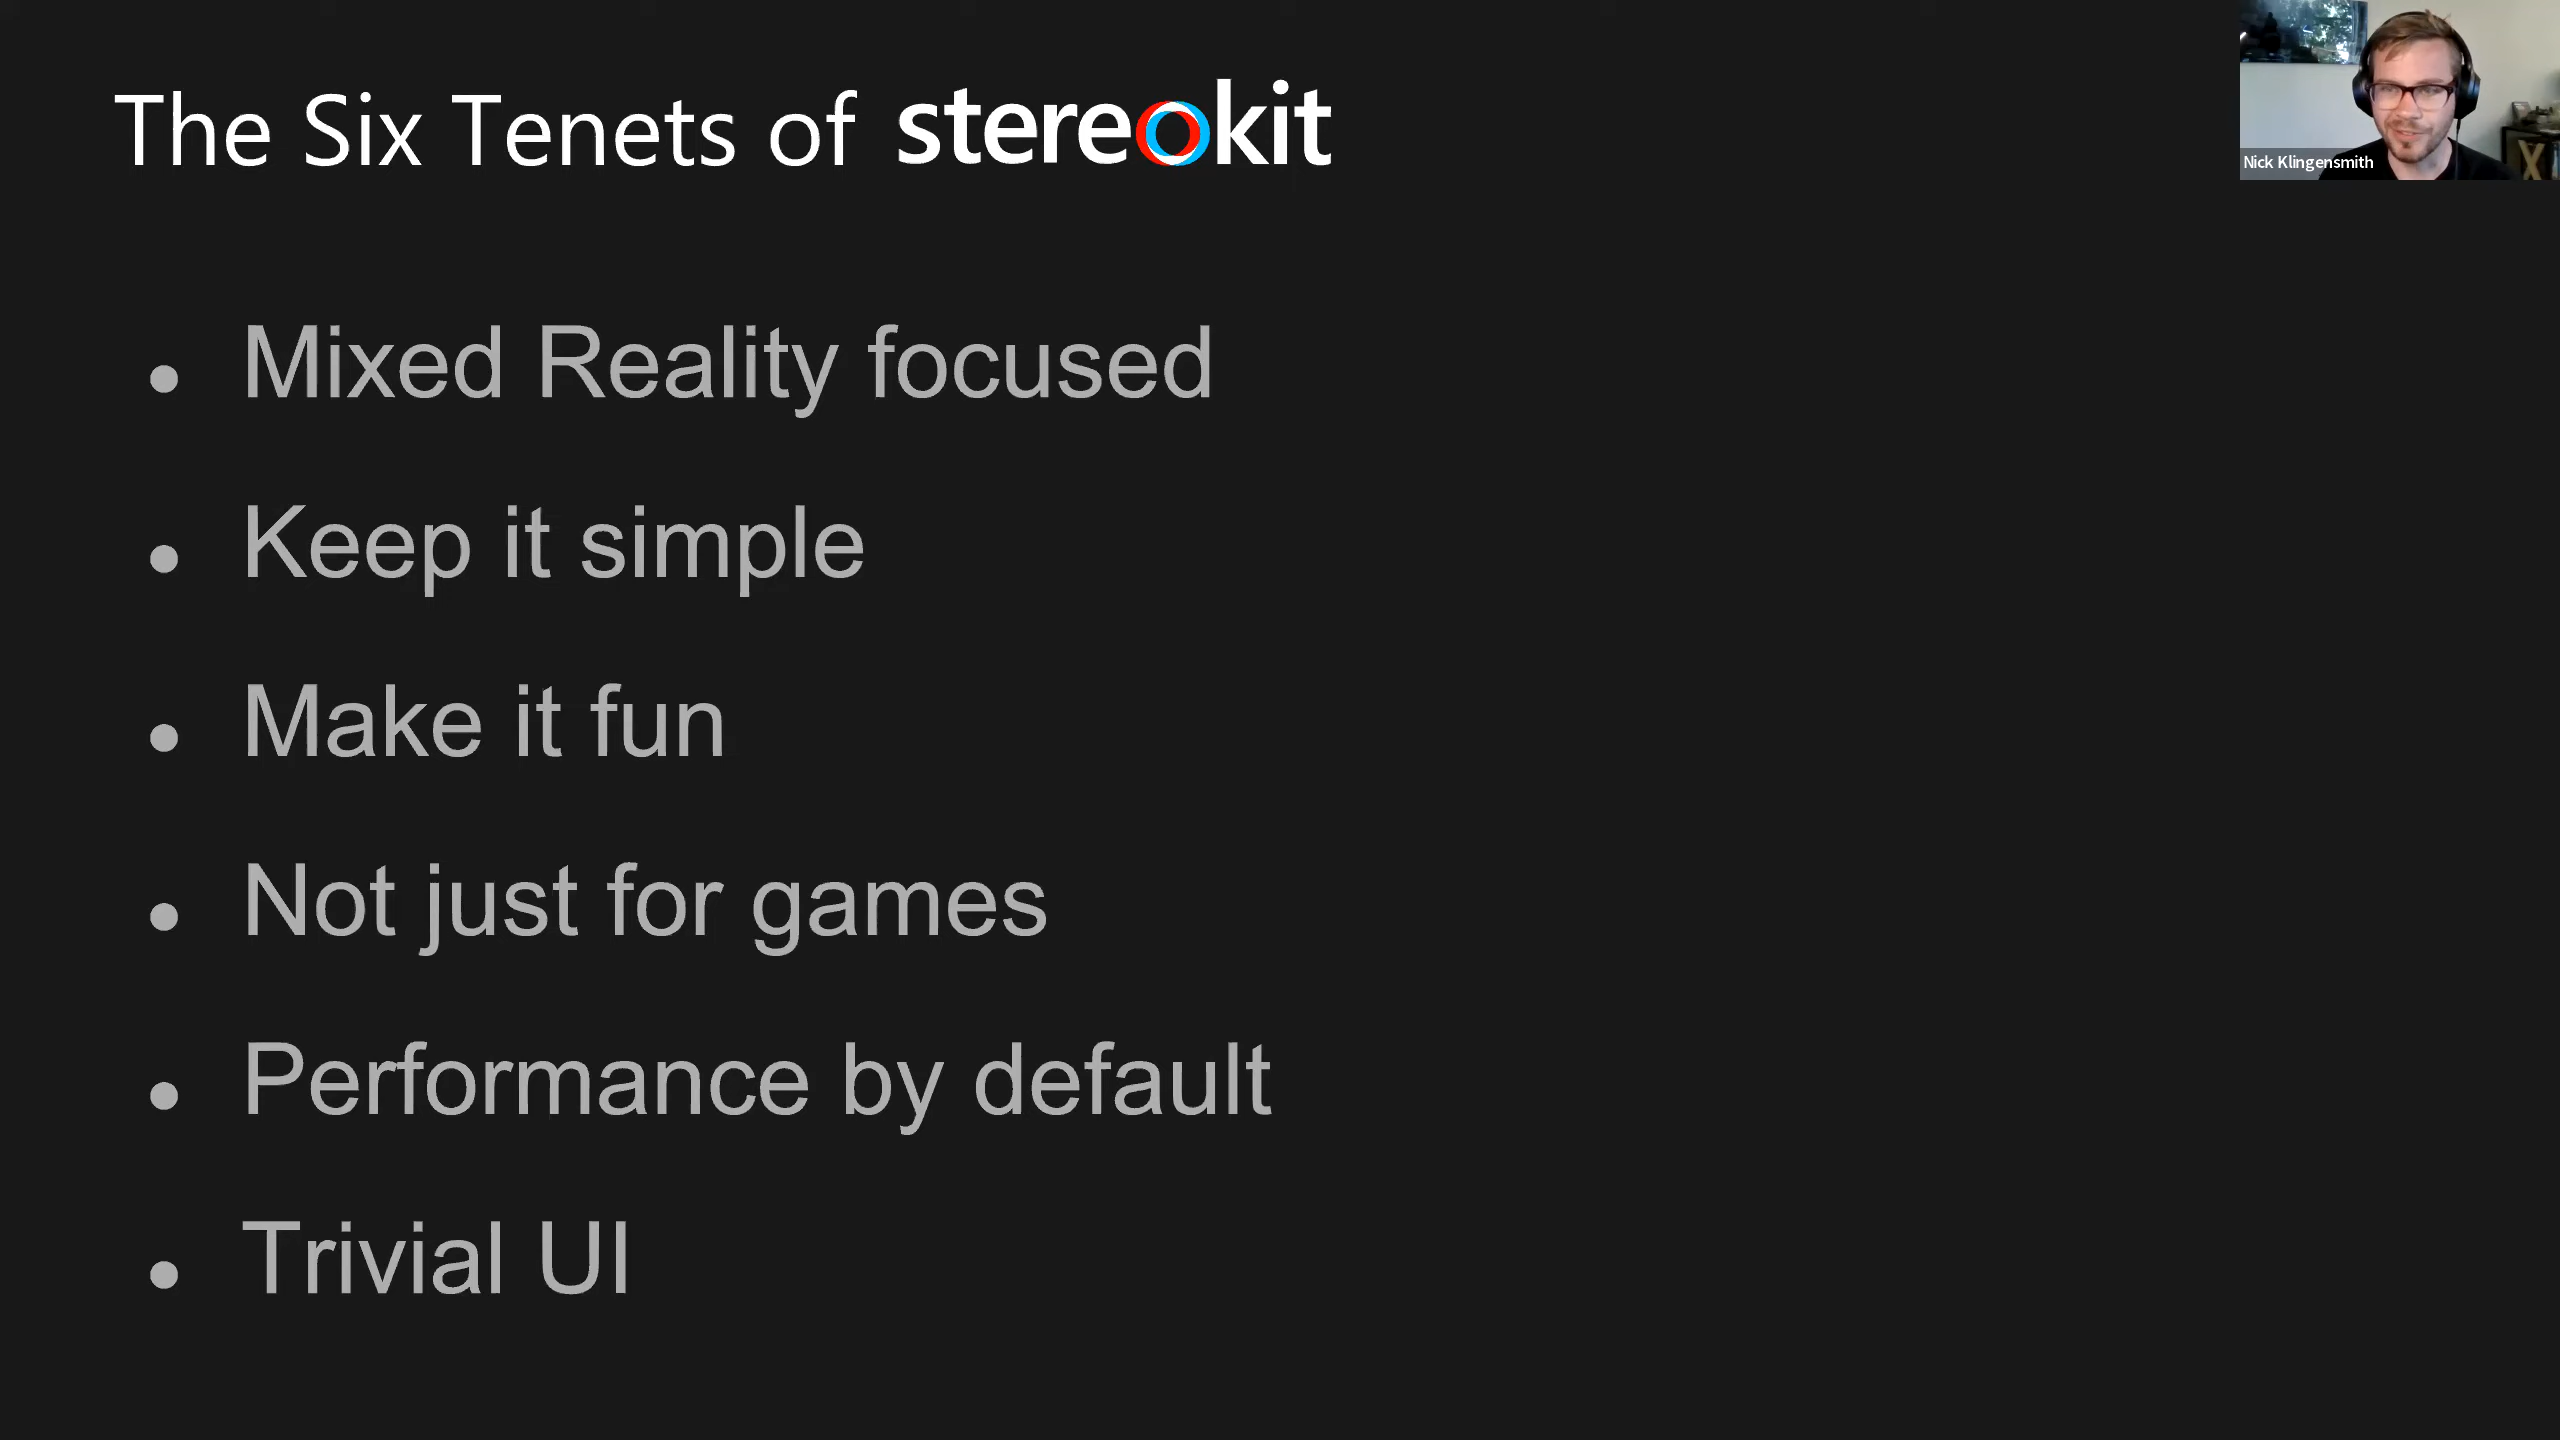 The Six Tenets of stereokit
Nick Klingensmith
• Mixed Reality focused
• Keep it simple
• Make it fun
• Not just for games
• Performance by default
• Trivial UI